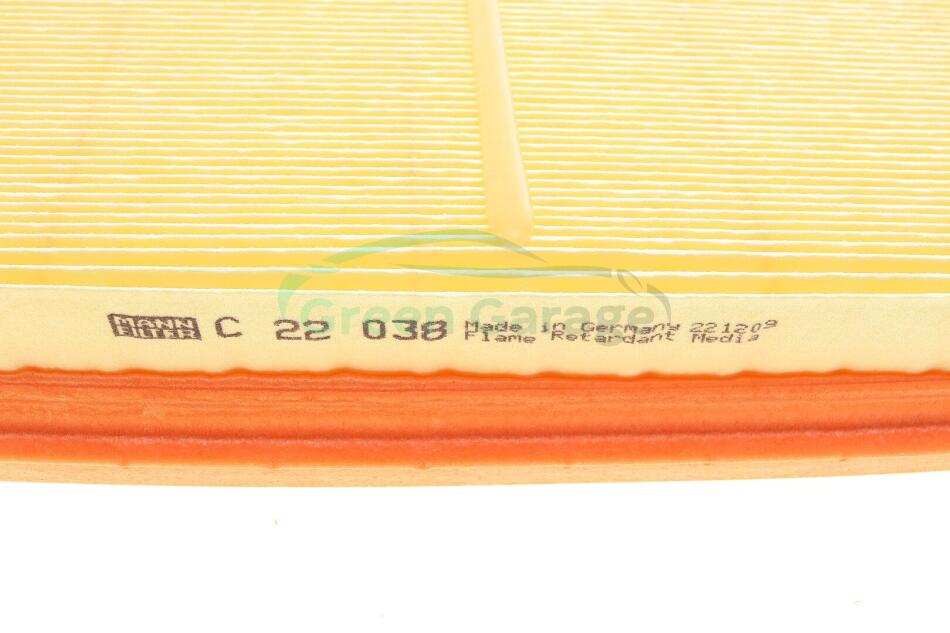 MANN
FILTER
C 22 038
Made in Germany 221209
Flame Retardant Media
Green Garage